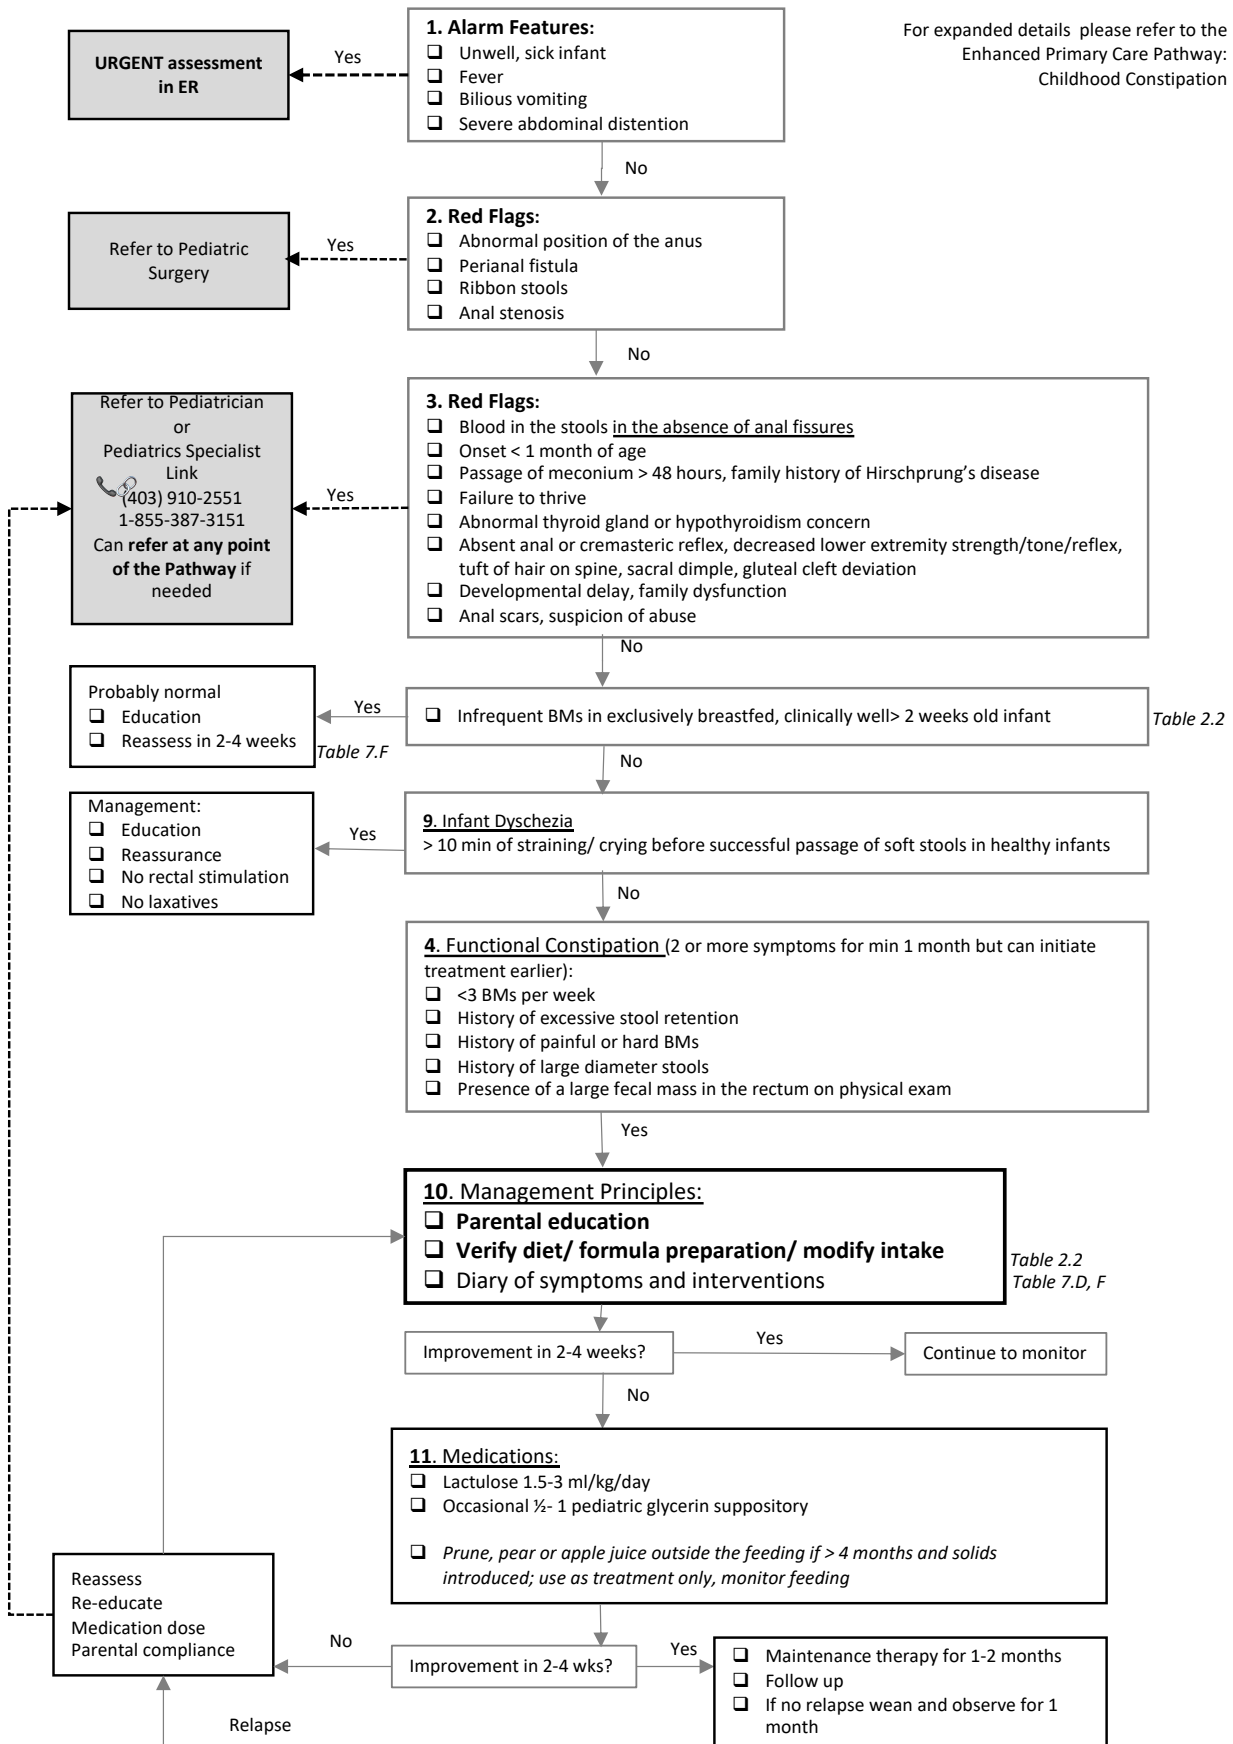 For expanded details please refer to the
Enhanced Primary Care Pathway:
Childhood Constipation
1. Alarm Features:
Unwell, sick infant
Fever
Bilious vomiting
Severe abdominal distention
Yes
URGENT assessment
in ER
No
2. Red Flags:
Abnormal position of the anus
Perianal fistula
Ribbon stools
Anal stenosis
Yes
Refer to Pediatric
Surgery
No
3. Red Flags:
Blood in the stools in the absence of anal fissures
Onset < 1 month of age
Passage of meconium > 48 hours, family history of Hirschprung’s disease
Failure to thrive
Abnormal thyroid gland or hypothyroidism concern
Absent anal or cremasteric reflex, decreased lower extremity strength/tone/reflex,
tuft of hair on spine, sacral dimple, gluteal cleft deviation
Developmental delay, family dysfunction
Anal scars, suspicion of abuse
Yes
Refer to Pediatrician
or
Pediatrics Specialist
Link
(403) 910-2551
1-855-387-3151
Can refer at any point
of the Pathway if
needed
No
Infrequent BMs in exclusively breastfed, clinically well> 2 weeks old infant
Table 2.2
Yes
Probably normal
Education
Reassess in 2-4 weeks
Table 7.F
No
9. Infant Dyschezia
> 10 min of straining/ crying before successful passage of soft stools in healthy infants
Yes
Management:
Education
Reassurance
No rectal stimulation
No laxatives
No
4. Functional Constipation (2 or more symptoms for min 1 month but can initiate
treatment earlier):
<3 BMs per week
History of excessive stool retention
History of painful or hard BMs
History of large diameter stools
Presence of a large fecal mass in the rectum on physical exam
Yes
10. Management Principles:
Parental education
Verify diet/ formula preparation/ modify intake
Diary of symptoms and interventions
Table 2.2
Table 7.D, F
Improvement in 2-4 weeks?
Yes
Continue to monitor
No
11. Medications:
Lactulose 1.5-3 ml/kg/day
Occasional ½- 1 pediatric glycerin suppository
Prune, pear or apple juice outside the feeding if > 4 months and solids
introduced; use as treatment only, monitor feeding
Improvement in 2-4 wks?
No
Reassess
Re-educate
Medication dose
Parental compliance
Yes
Maintenance therapy for 1-2 months
Follow up
If no relapse wean and observe for 1
month
Relapse